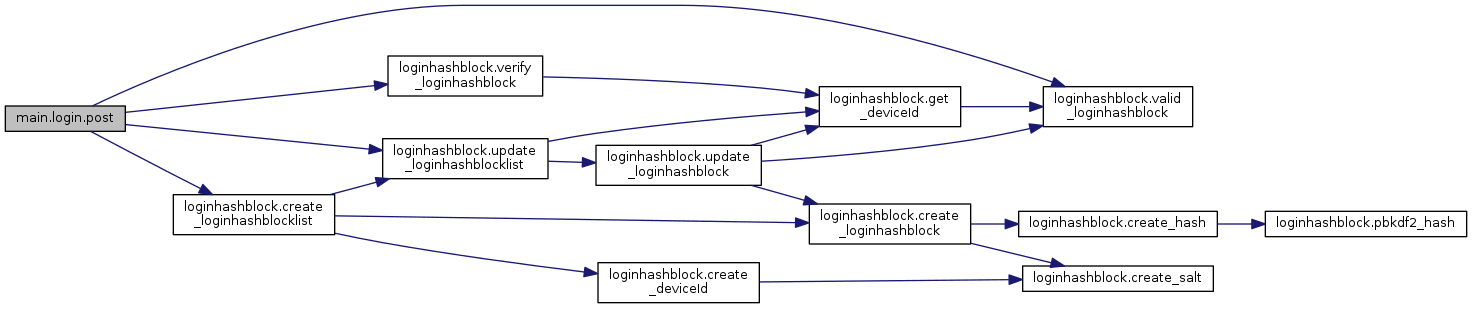 main.login.post
loginhashblock.verify
_loginhashblock
loginhashblock.update
_loginhashblocklist
loginhashblock.create
_loginhashblocklist
loginhashblock.update
_loginhashblock
loginhashblock.create
_deviceId
loginhashblock.get
_deviceId
loginhashblock.create
_loginhashblock
loginhashblock.valid
_loginhashblock
loginhashblock.create_hash
loginhashblock.create_salt
loginhashblock.pbkdf2_hash